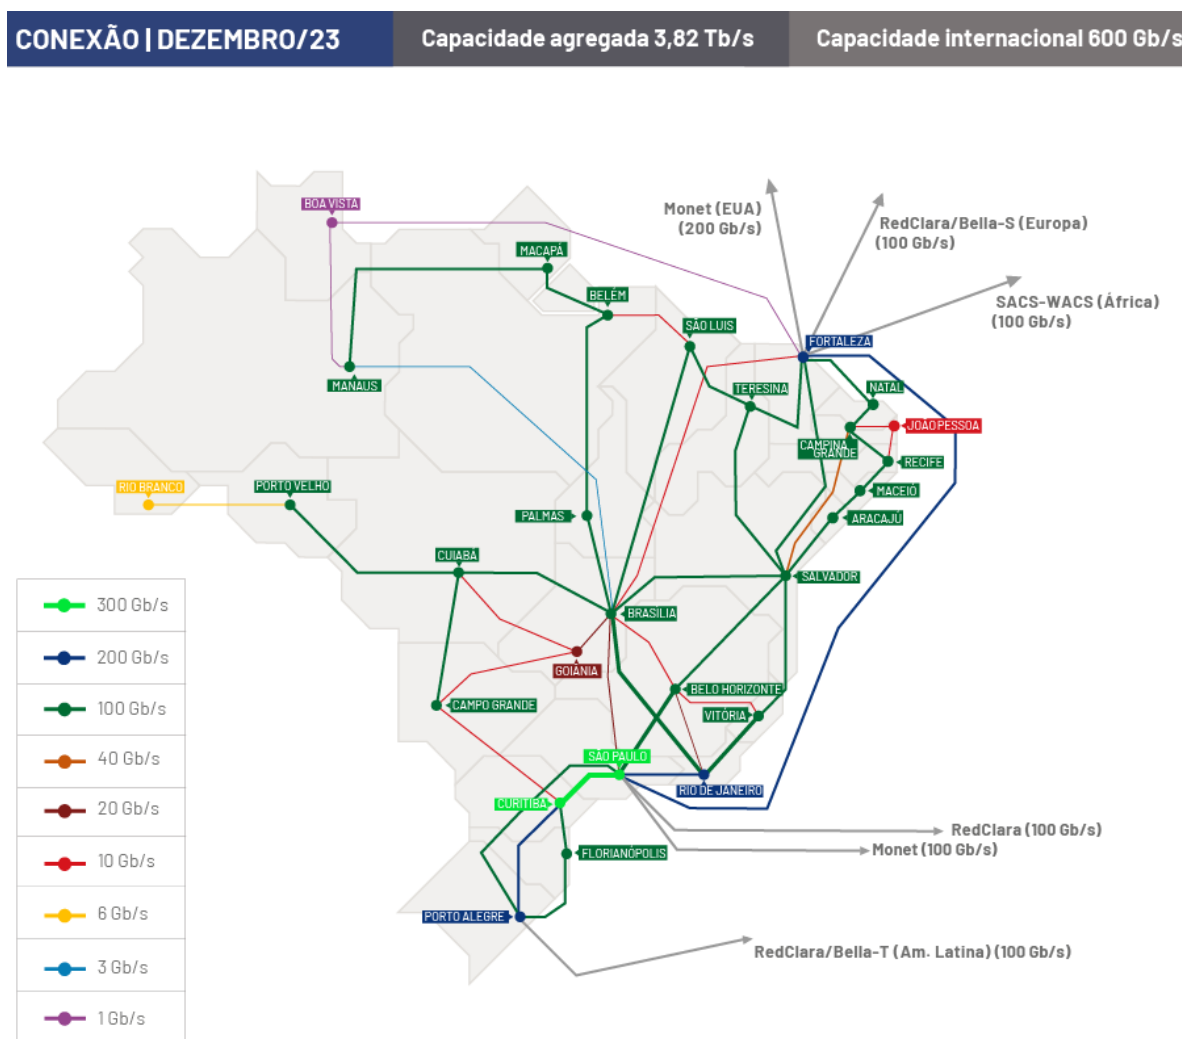 CONEXÃO | DEZEMBRO/23
Capacidade agregada 3,82 Tb/s
Capacidade internacional 600 Gb/s
BOA VISTA
Monet (EUA)
(200 Gb/s)
RedClara/Bella-S (Europa)
(100 Gb/s)
MACAPÁ
BELÉM
SACS-WACS (África)
(100 Gb/s)
SÃO LUIS
FORTALEZA
MANAUS
TERESINA
NATAL
JOÃO PESSOA
CAMPINA
GRANDE
RECIFE
RIO BRANCO
PORTO VELHO
MACEIÓ
PALMAS
ARACAJÚ
CUIABÁ
SALVADOR
BRASÍLIA
GOIÂNIA
BELO HORIZONTE
CAMPO GRANDE
VITÓRIA
SÃO PAULO
RIO DE JANEIRO
CURITIBA
RedClara (100 Gb/s)
Monet (100 Gb/s)
FLORIANÓPOLIS
PORTO ALEGRE
RedClara/Bella-T (Am. Latina) (100 Gb/s)
300 Gb/s
200 Gb/s
100 Gb/s
40 Gb/s
20 Gb/s
10 Gb/s
6 Gb/s
3 Gb/s
1 Gb/s